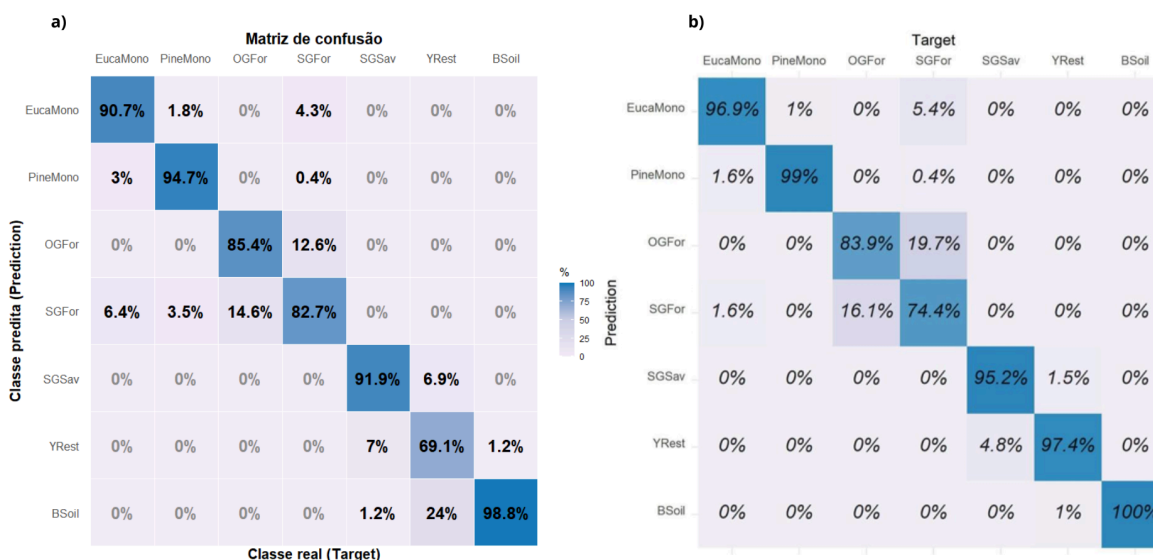 a)
Matriz de confusão
EucaMono PineMono OGFor SGFor SGSav YRest BSoil
EucaMono 90.7% 1.8% 0% 4.3% 0% 0% 0%
PineMono 3% 94.7% 0% 0.4% 0% 0% 0%
OGFor 0% 0% 85.4% 12.6% 0% 0% 0%
SGFor 6.4% 3.5% 14.6% 82.7% 0% 0% 0%
SGSav 0% 0% 0% 0% 91.9% 6.9% 0%
YRest 0% 0% 0% 0% 7% 69.1% 1.2%
BSoil 0% 0% 0% 0% 1.2% 24% 98.8%
Classe predita (Prediction)
Classe real (Target)
%
100
75
50
25
0
b)
Target
EucaMono PineMono OGFor SGFor SGSav YRest BSoil
EucaMono 96.9% 1% 0% 5.4% 0% 0% 0%
PineMono 1.6% 99% 0% 0.4% 0% 0% 0%
OGFor 0% 0% 83.9% 19.7% 0% 0% 0%
SGFor 1.6% 0% 16.1% 74.4% 0% 0% 0%
SGSav 0% 0% 0% 0% 95.2% 1.5% 0%
YRest 0% 0% 0% 0% 4.8% 97.4% 0%
BSoil 0% 0% 0% 0% 0% 1% 100%
Prediction